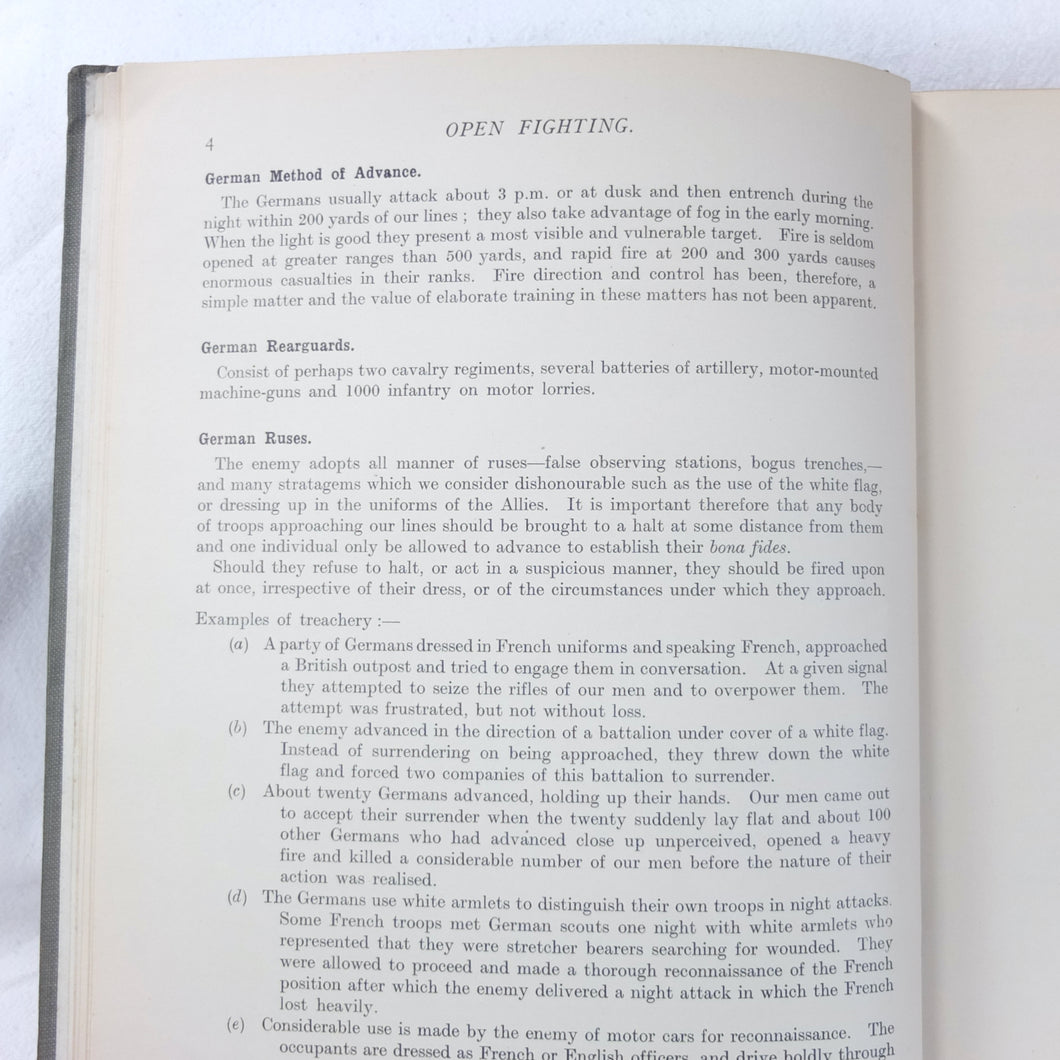 4
OPEN FIGHTING.
German Method of Advance.
The Germans usually attack about 3 p.m. or at dusk and then entrench during the
night within 200 yards of our lines ; they also take advantage of fog in the early morning.
When the light is good they present a most visible and vulnerable target. Fire is seldom
opened at greater ranges than 500 yards, and rapid fire at 200 and 300 yards causes
enormous casualties in their ranks. Fire direction and control has been, therefore, a
simple matter and the value of elaborate training in these matters has not been apparent.
German Rearguards.
Consist of perhaps two cavalry regiments, several batteries of artillery, motor-mounted
machine-guns and 1000 infantry on motor lorries.
German Ruses.
The enemy adopts all manner of ruses—false observing stations, bogus trenches,—
and many stratagems which we consider dishonourable such as the use of the white flag,
or dressing up in the uniforms of the Allies. It is important therefore that any body
of troops approaching our lines should be brought to a halt at some distance from them
and one individual only be allowed to advance to establish their bona fides.
Should they refuse to halt, or act in a suspicious manner, they should be fired upon
at once, irrespective of their dress, or of the circumstances under which they approach.
Examples of treachery :—
(a) A party of Germans dressed in French uniforms and speaking French, approached
a British outpost and tried to engage them in conversation. At a given signal
they attempted to seize the rifles of our men and to overpower them. The
attempt was frustrated, but not without loss.
(b) The enemy advanced in the direction of a battalion under cover of a white flag.
Instead of surrendering on being approached, they threw down the white
flag and forced two companies of this battalion to surrender.
(c) About twenty Germans advanced, holding up their hands. Our men came out
to accept their surrender when the twenty suddenly lay flat and about 100
other Germans who had advanced close up unperceived, opened a heavy
fire and killed a considerable number of our men before the nature of their
action was realised.
(d) The Germans use white armlets to distinguish their own troops in night attacks.
Some French troops met German scouts one night with white armlets who
represented that they were stretcher bearers searching for wounded. They
were allowed to proceed and made a thorough reconnaissance of the French
position after which the enemy delivered a night attack in which the French
lost heavily.
(e) Considerable use is made by the enemy of motor cars for reconnaissance. The
occupants are dressed as French or English officers, and drive boldly through